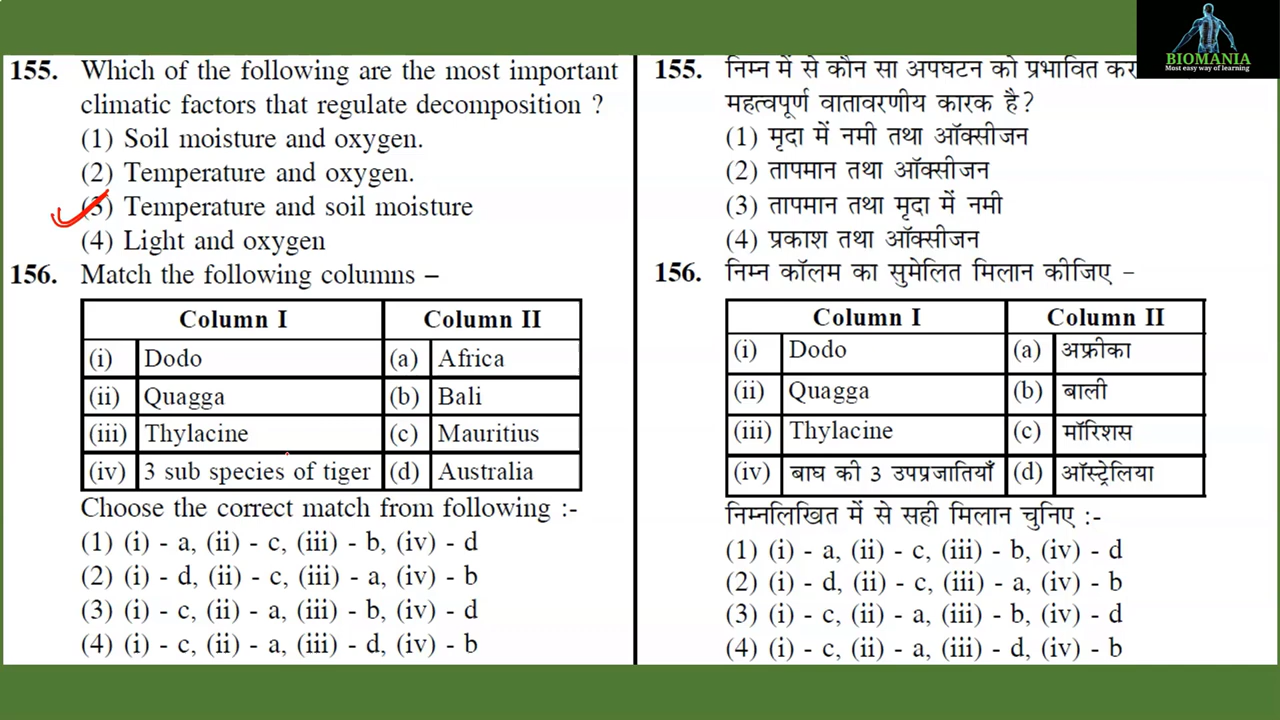 BIOMANIA
Most easy way of learning
155. Which of the following are the most important
climatic factors that regulate decomposition ?
(1) Soil moisture and oxygen.
(2) Temperature and oxygen.
(3) Temperature and soil moisture
(4) Light and oxygen
156. Match the following columns –
Column I Column II
(i) Dodo (a) Africa
(ii) Quagga (b) Bali
(iii) Thylacine (c) Mauritius
(iv) 3 sub species of tiger (d) Australia
Choose the correct match from following :-
(1) (i) - a, (ii) - c, (iii) - b, (iv) - d
(2) (i) - d, (ii) - c, (iii) - a, (iv) - b
(3) (i) - c, (ii) - a, (iii) - b, (iv) - d
(4) (i) - c, (ii) - a, (iii) - d, (iv) - b
155. निम्न में से कौन सा अपघटन को प्रभावित कर
महत्वपूर्ण वातावरणीय कारक है?
(1) मृदा में नमी तथा ऑक्सीजन
(2) तापमान तथा ऑक्सीजन
(3) तापमान तथा मृदा में नमी
(4) प्रकाश तथा ऑक्सीजन
156. निम्न कॉलम का सुमेलित मिलान कीजिए –
Column I Column II
(i) Dodo (a) अफ्रीका
(ii) Quagga (b) बाली
(iii) Thylacine (c) मॉरिशस
(iv) बाघ की 3 उपप्रजातियाँ (d) ऑस्ट्रेलिया
निम्नलिखित में से सही मिलान चुनिए :-
(1) (i) - a, (ii) - c, (iii) - b, (iv) - d
(2) (i) - d, (ii) - c, (iii) - a, (iv) - b
(3) (i) - c, (ii) - a, (iii) - b, (iv) - d
(4) (i) - c, (ii) - a, (iii) - d, (iv) - b